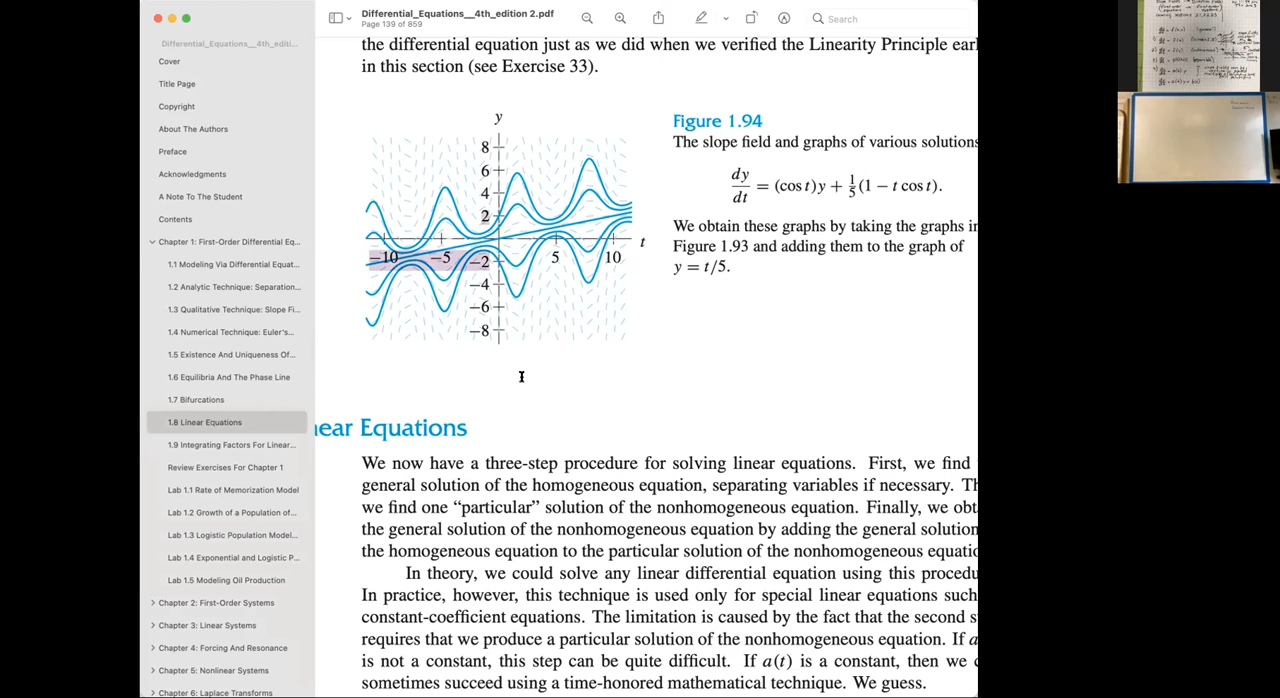 Differential_Equations__4th_edition 2.pdf
Page 139 of 859
Search
Differential_Equations__4th_editi...
Cover
Title Page
Copyright
About The Authors
Preface
Acknowledgments
A Note To The Student
Contents
Chapter 1: First-Order Differential Eq...
1.1 Modeling Via Differential Equat...
1.2 Analytic Technique: Separation...
1.3 Qualitative Technique: Slope Fi...
1.4 Numerical Technique: Euler's...
1.5 Existence And Uniqueness Of...
1.6 Equilibria And The Phase Line
1.7 Bifurcations
1.8 Linear Equations
1.9 Integrating Factors For Linear...
Review Exercises For Chapter 1
Lab 1.1 Rate of Memorization Model
Lab 1.2 Growth of a Population of...
Lab 1.3 Logistic Population Model...
Lab 1.4 Exponential and Logistic P...
Lab 1.5 Modeling Oil Production
Chapter 2: First-Order Systems
Chapter 3: Linear Systems
Chapter 4: Forcing And Resonance
Chapter 5: Nonlinear Systems
Chapter 6: Laplace Transforms
the differential equation just as we did when we verified the Linearity Principle earl
in this section (see Exercise 33).
y
8
6
4
2
−10 −5 −2 5 10 t
−4
−6
−8
Figure 1.94
The slope field and graphs of various solutions
dy/dt = (cos t)y + 1/5(1 − t cos t).
We obtain these graphs by taking the graphs in
Figure 1.93 and adding them to the graph of
y = t/5.
near Equations
We now have a three-step procedure for solving linear equations. First, we find
general solution of the homogeneous equation, separating variables if necessary. Th
we find one “particular” solution of the nonhomogeneous equation. Finally, we obt
the general solution of the nonhomogeneous equation by adding the general solution
the homogeneous equation to the particular solution of the nonhomogeneous equatio
In theory, we could solve any linear differential equation using this procedu
In practice, however, this technique is used only for special linear equations such
constant-coefficient equations. The limitation is caused by the fact that the second s
requires that we produce a particular solution of the nonhomogeneous equation. If a
is not a constant, this step can be quite difficult. If a(t) is a constant, then we c
sometimes succeed using a time-honored mathematical technique. We guess.